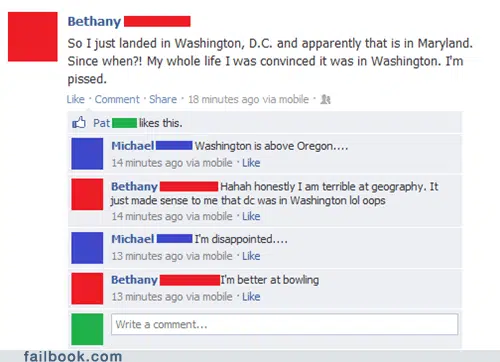 Bethany
So I just landed in Washington, D.C. and apparently that is in Maryland.
Since when?! My whole life I was convinced it was in Washington. I'm
pissed.
Like · Comment · Share · 18 minutes ago via mobile ·
Pat likes this.
Michael Washington is above Oregon....
14 minutes ago via mobile · Like
Bethany Hahah honestly I am terrible at geography. It
just made sense to me that dc was in Washington lol oops
14 minutes ago via mobile · Like
Michael I'm disappointed....
13 minutes ago via mobile · Like
Bethany I'm better at bowling
13 minutes ago via mobile · Like
Write a comment...
failbook.com